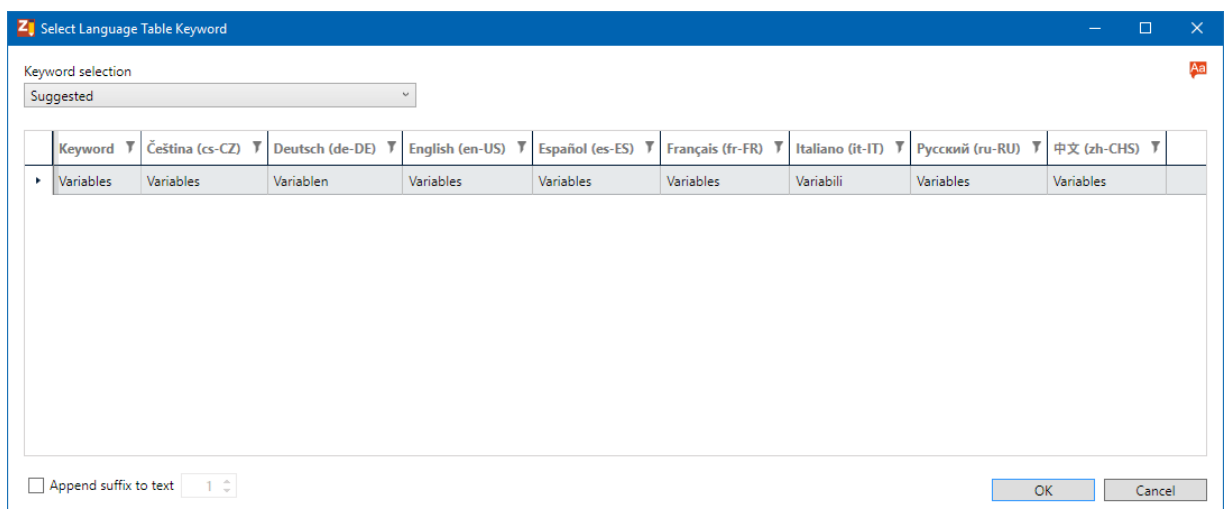 Select Language Table Keyword
Keyword selection
Aa
Suggested
Keyword Čeština (cs-CZ) Deutsch (de-DE) English (en-US) Español (es-ES) Français (fr-FR) Italiano (it-IT) Русский (ru-RU) 中文 (zh-CHS)
Variables Variables Variablen Variables Variables Variables Variabili Variables Variables
Append suffix to text 1
OK Cancel